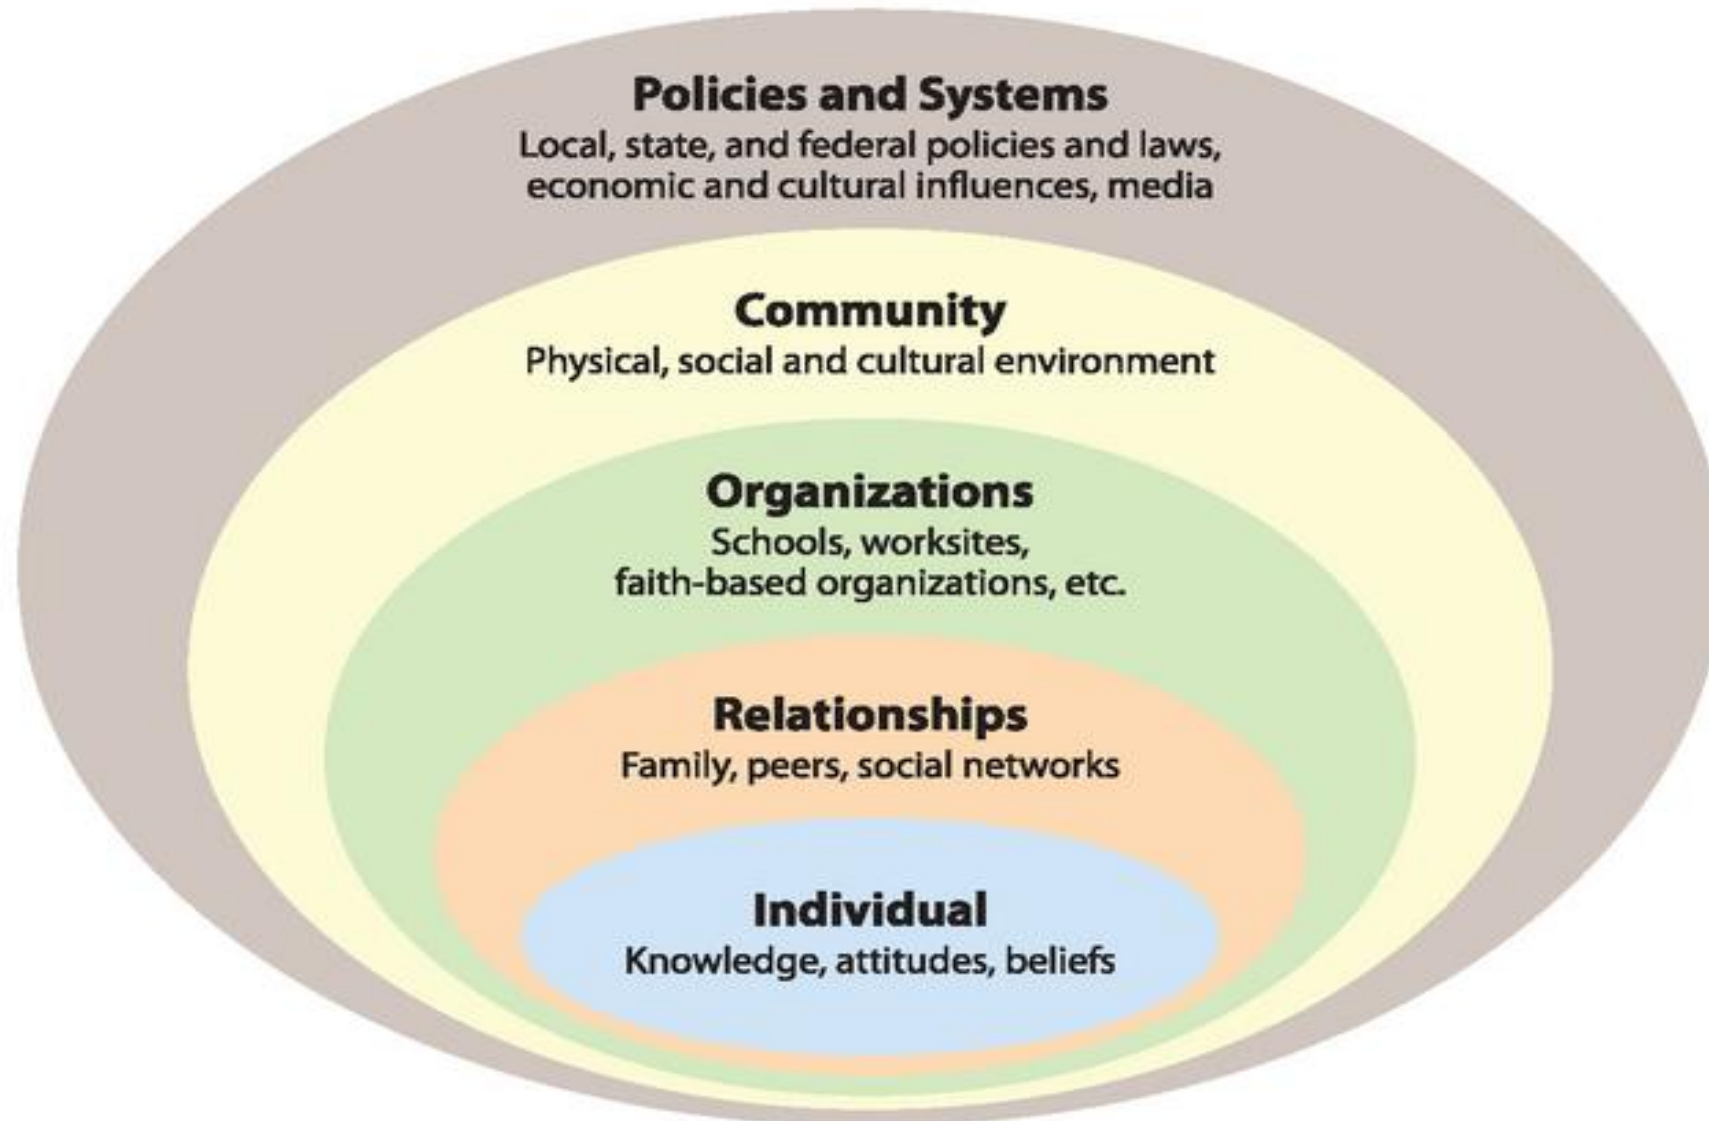 Policies and Systems
Local, state, and federal policies and laws,
economic and cultural influences, media
Community
Physical, social and cultural environment
Organizations
Schools, worksites,
faith-based organizations, etc.
Relationships
Family, peers, social networks
Individual
Knowledge, attitudes, beliefs